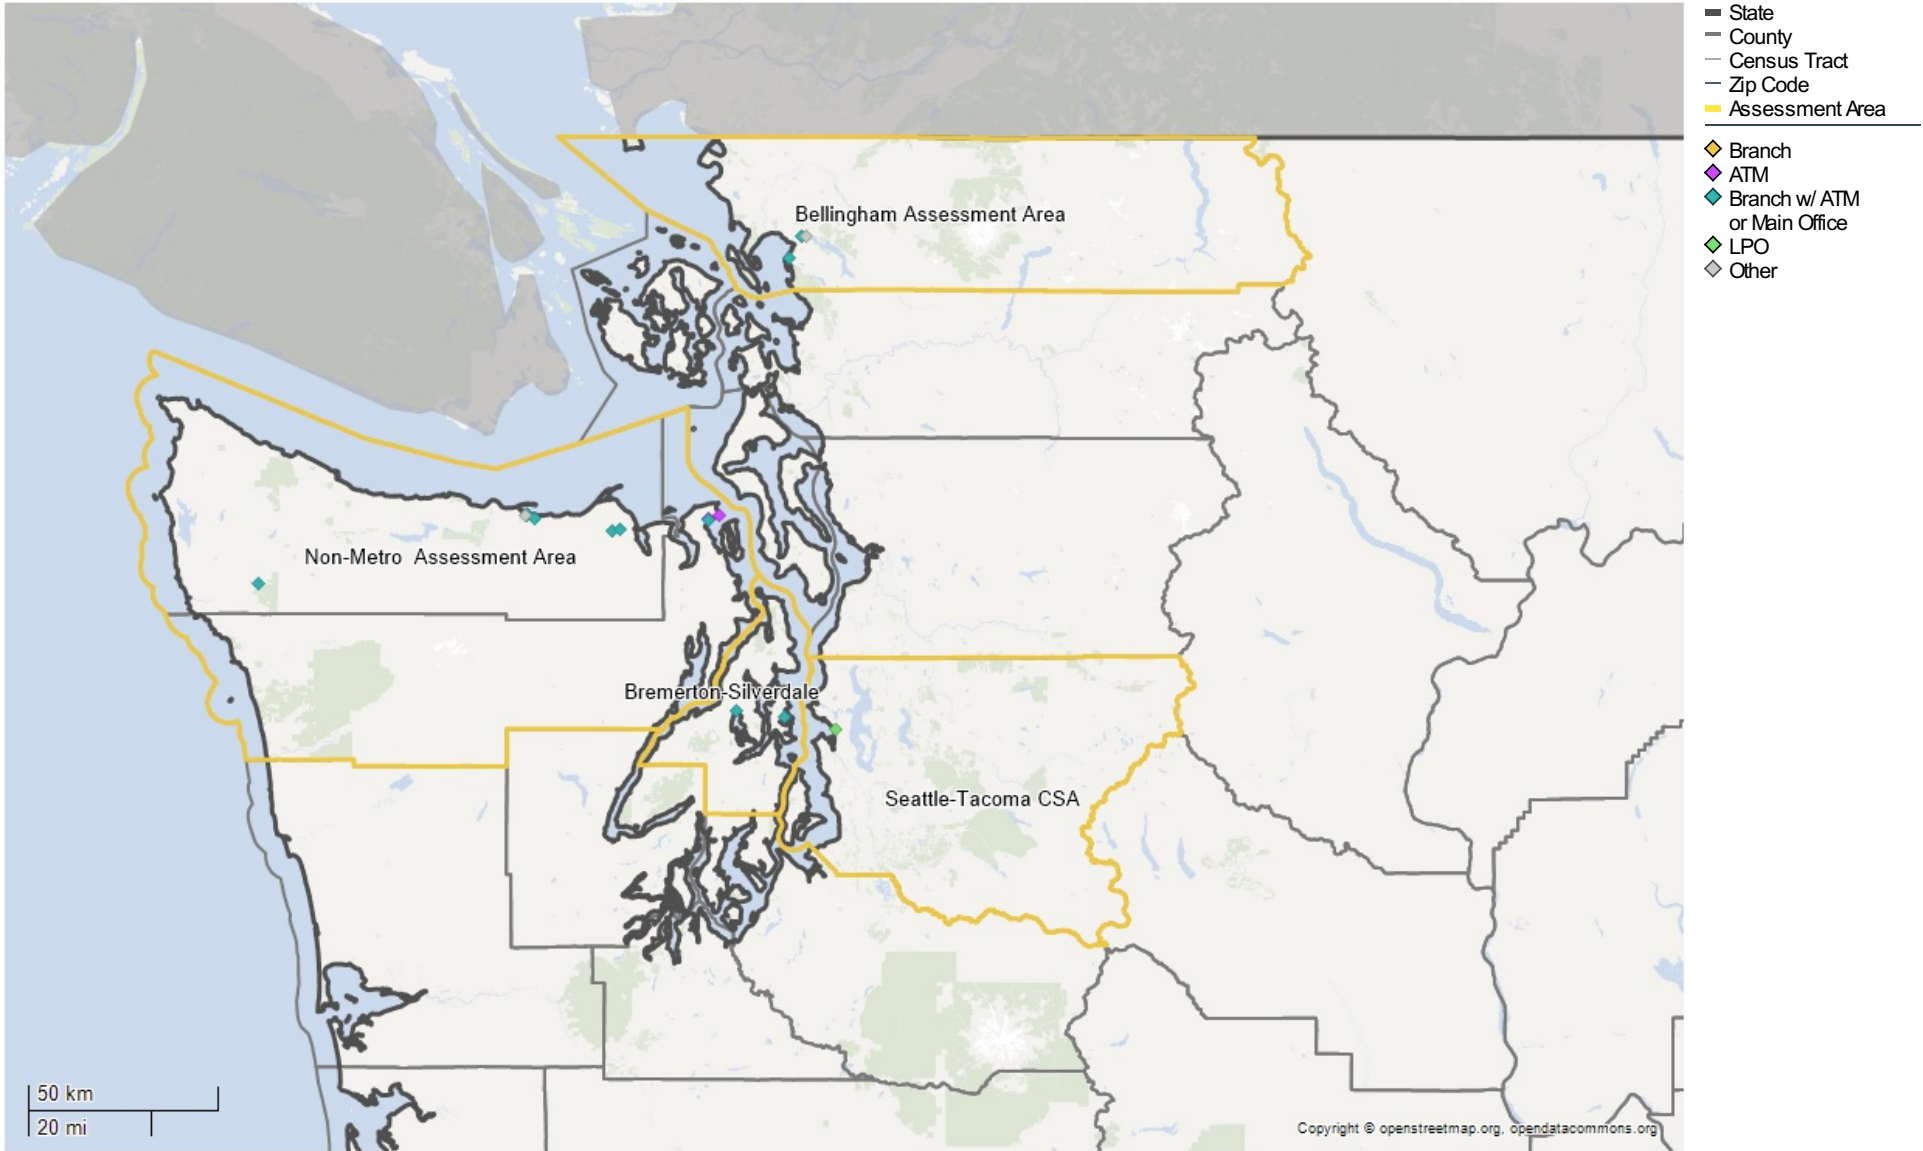 State
County
Census Tract
Zip Code
Assessment Area
Branch
ATM
Branch w/ ATM
or Main Office
LPO
Other
Bellingham Assessment Area
Non-Metro Assessment Area
Bremerton-Silverdale
Seattle-Tacoma CSA
50 km
20 mi
Copyright © openstreetmap.org, opendatacommons.org